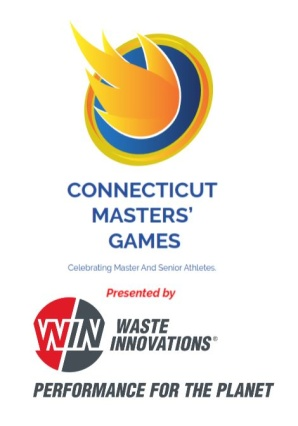 CONNECTICUT
MASTERS'
GAMES
Celebrating Master And Senior Athletes.
Presented by
WIN WASTE
INNOVATIONS®
PERFORMANCE FOR THE PLANET